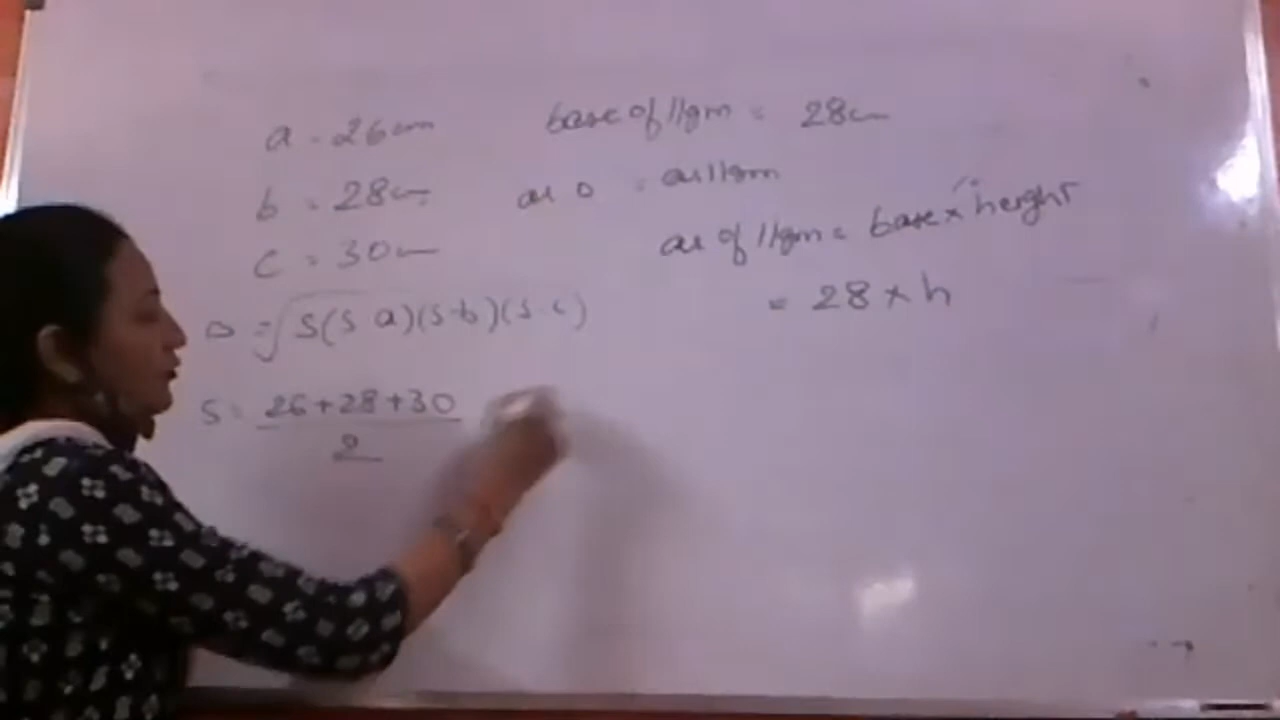 a = 26cm
b = 28cm
c = 30cm
base of ||gm = 28cm
ar Δ = ar||gm
ar of ||gm = base × height
= 28 × h
Δ = √S(S-a)(S-b)(S-c)
S = 26+28+30
2